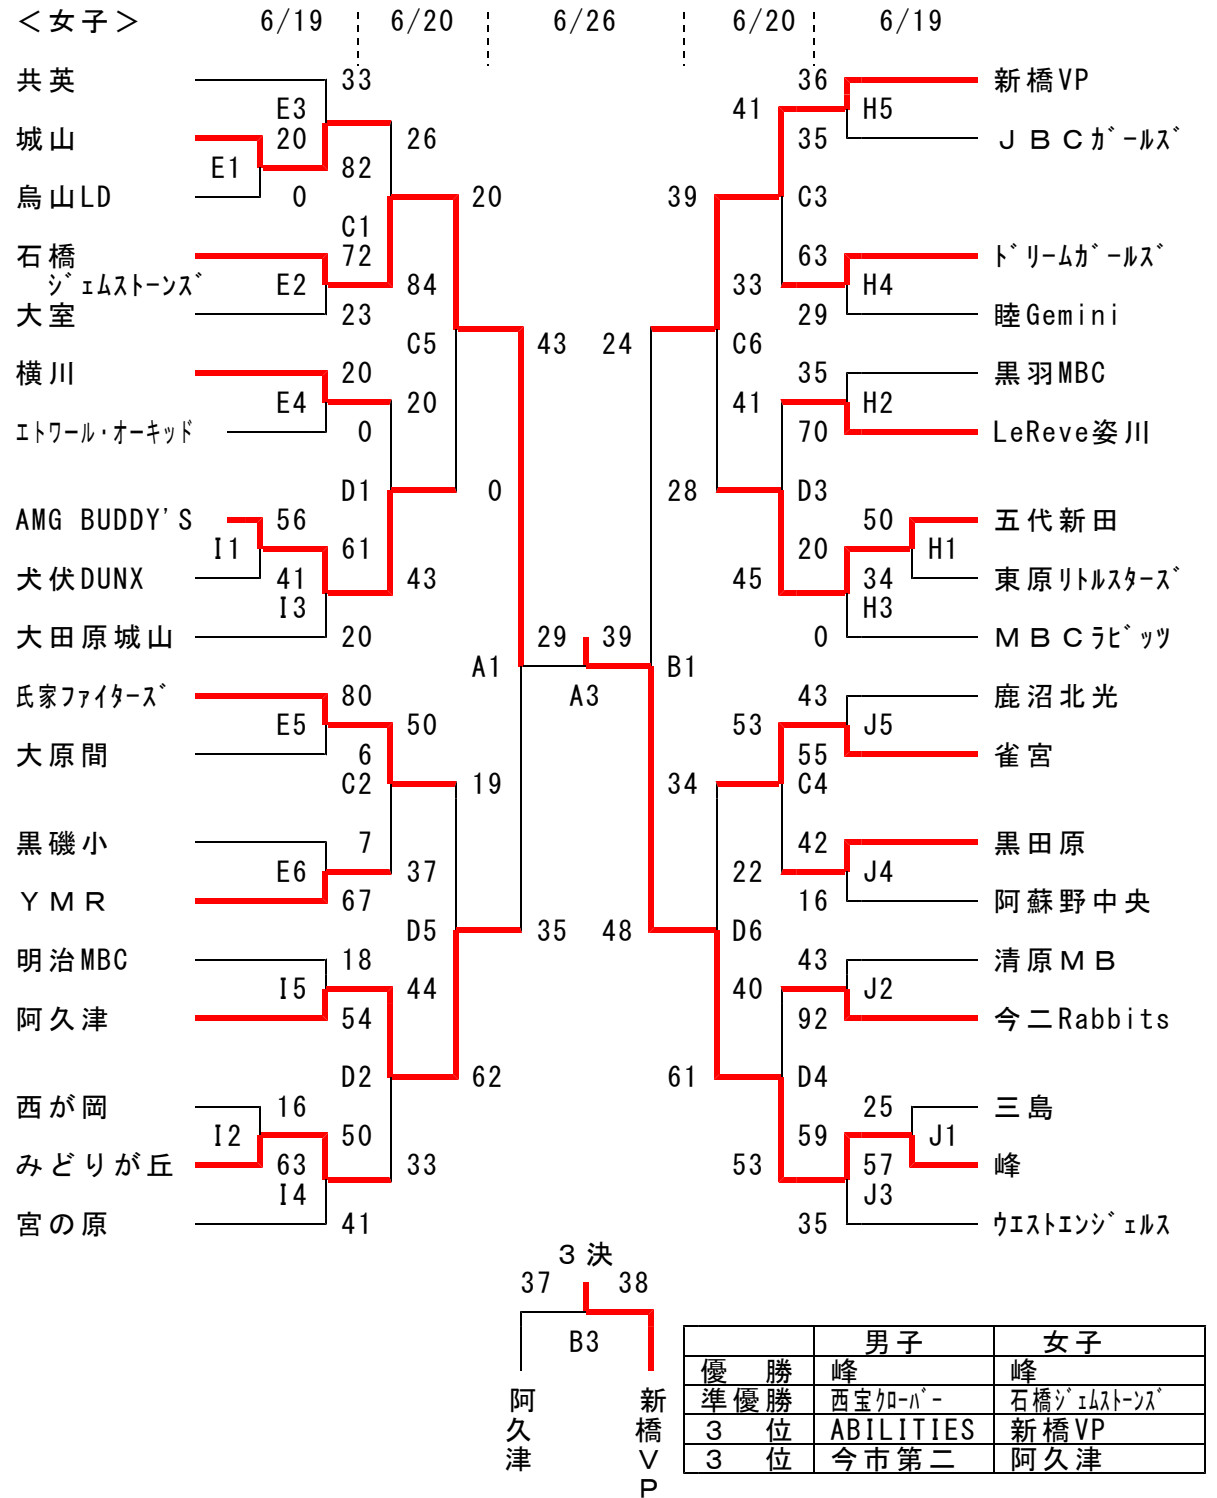 ＜女子＞ 6/19 6/20 6/26 6/20 6/19
共英 33 36 新橋VP
E3 41 H5
城山 20 26 35 ＪＢＣｶﾞｰﾙｽﾞ
E1 82
烏山LD 0 20 39 C3
C1
石橋 72 63 ﾄﾞﾘｰﾑｶﾞｰﾙｽﾞ
ｼﾞｪﾑｽﾄｰﾝｽﾞ E2 84 33 H4
大室 23 29 睦Gemini
C5 43 24 C6
横川 20 35 黒羽MBC
E4 20 41 H2
ｴﾄﾜｰﾙ･ｵｰｷｯﾄﾞ 0 70 LeReve姿川
D1 0 28 D3
AMG BUDDY'S 56 50 五代新田
I1 61 20 H1
犬伏DUNX 41 43 45 34 東原ﾘﾄﾙｽﾀｰｽﾞ
I3 H3
大田原城山 20 29 39 0 ＭＢＣﾗﾋﾞｯﾂ
A1 B1
氏家ﾌｧｲﾀｰｽﾞ 80 A3 43 鹿沼北光
E5 50 53 J5
大原間 6 55 雀宮
C2 19 34 C4
黒磯小 7 42 黒田原
E6 37 22 J4
ＹＭＲ 67 16 阿蘇野中央
D5 35 48 D6
明治MBC 18 43 清原ＭＢ
I5 44 40 J2
阿久津 54 92 今二Rabbits
D2 62 61 D4
西が岡 16 25 三島
I2 50 59 J1
みどりが丘 63 33 53 57 峰
I4 J3
宮の原 41 35 ｳｴｽﾄｴﾝｼﾞｪﾙｽ
３決
37 38
B3
阿久津
新橋ＶＰ
男子 女子
優勝 峰 峰
準優勝 西宝ｸﾛｰﾊﾞｰ 石橋ｼﾞｪﾑｽﾄｰﾝｽﾞ
３位 ABILITIES 新橋VP
３位 今市第二 阿久津